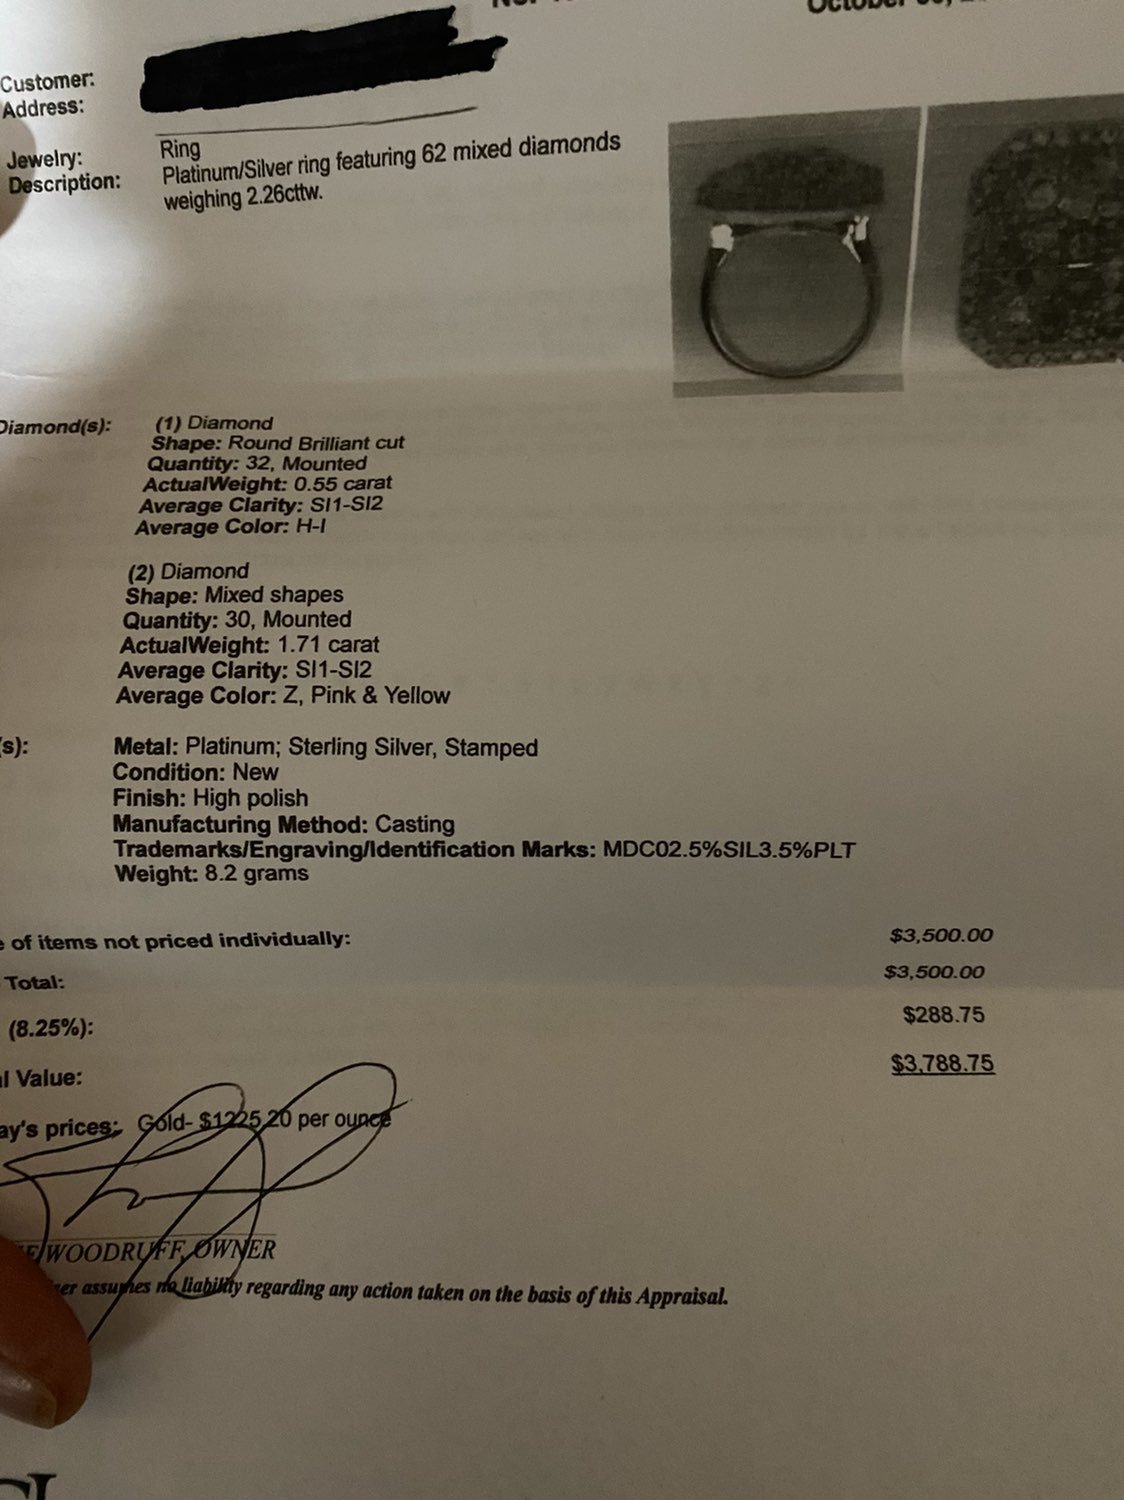 Customer:
Address:
Jewelry: Ring
Description: Platinum/Silver ring featuring 62 mixed diamonds
weighing 2.26cttw.
Diamond(s): (1) Diamond
Shape: Round Brilliant cut
Quantity: 32, Mounted
ActualWeight: 0.55 carat
Average Clarity: SI1-SI2
Average Color: H-I
(2) Diamond
Shape: Mixed shapes
Quantity: 30, Mounted
ActualWeight: 1.71 carat
Average Clarity: SI1-SI2
Average Color: Z, Pink & Yellow
(s): Metal: Platinum; Sterling Silver, Stamped
Condition: New
Finish: High polish
Manufacturing Method: Casting
Trademarks/Engraving/Identification Marks: MDC02.5%SIL3.5%PLT
Weight: 8.2 grams
of items not priced individually: $3,500.00
Total: $3,500.00
(8.25%): $288.75
Value: $3,788.75
prices: Gold- $1225.20 per ounce
WOODRUFF, OWNER
assumes no liability regarding any action taken on the basis of this Appraisal.